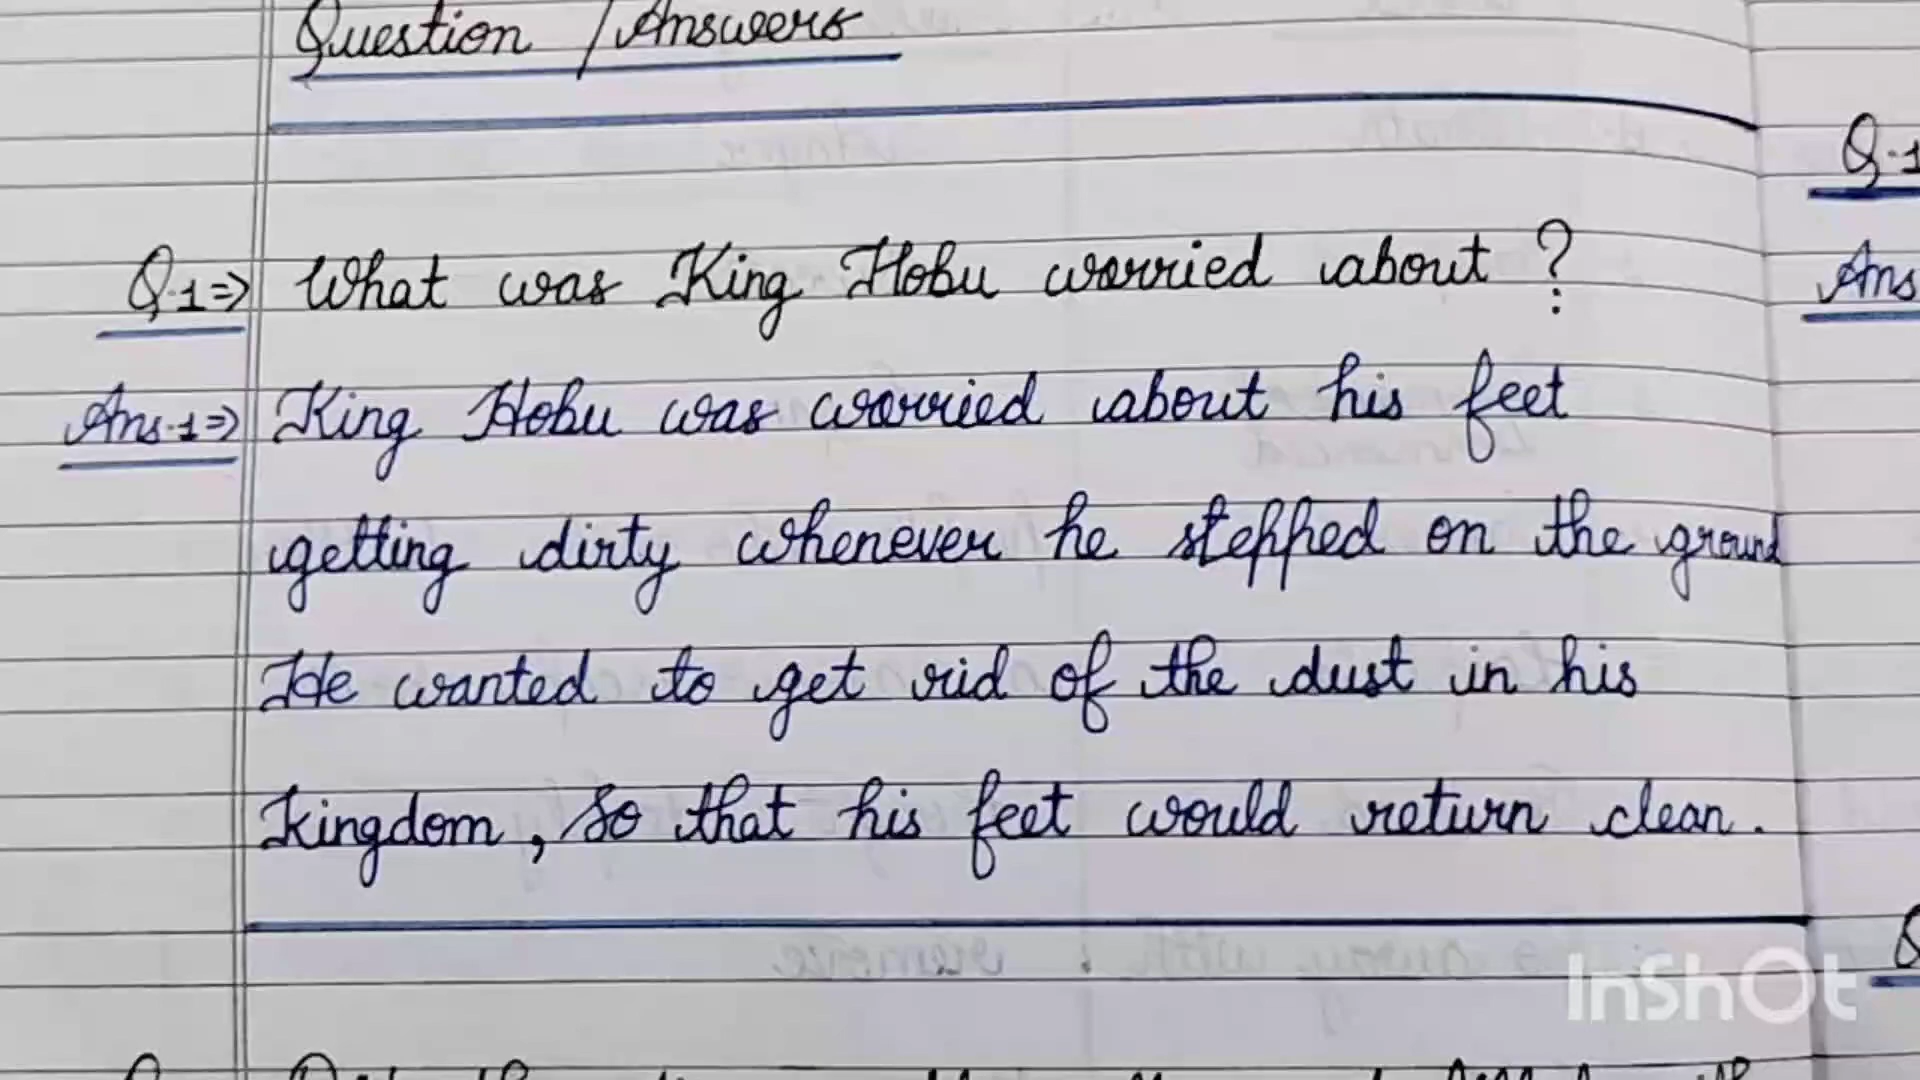 Question / Answers
Q.1⇒ What was King Hobu worried about ?
Ans.1⇒ King Hobu was worried about his feet
getting dirty whenever he stepped on the ground
He wanted to get rid of the dust in his
kingdom, so that his feet would return clean.
Q.1
Ans
InShOt